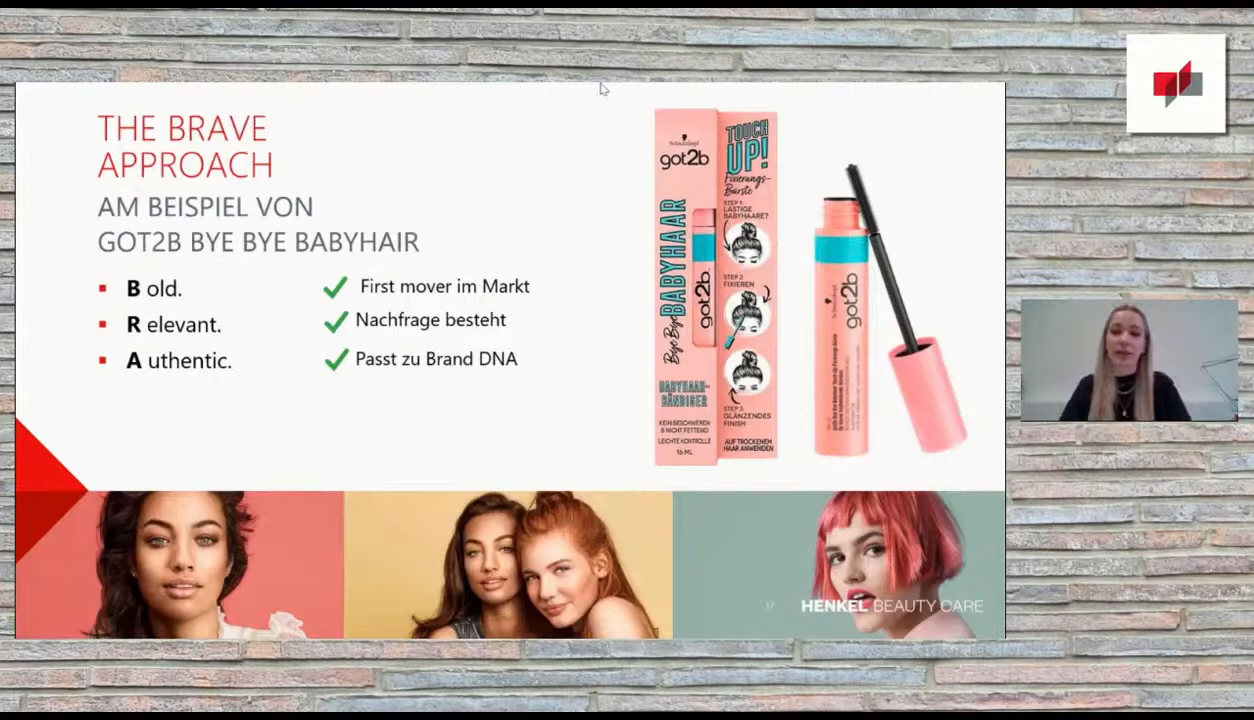 THE BRAVE
APPROACH
AM BEISPIEL VON
GOT2B BYE BYE BABYHAIR
B old.
First mover im Markt
R elevant.
Nachfrage besteht
A uthentic.
Passt zu Brand DNA
Schwarzkopf
got2b
Bye Bye BABYHAAR
got2b
BABYHAAR-
BÄNDIGER
KEIN BESCHWEREN
& NICHT FETTEND
LEICHTE KONTROLLE
16 ML
TOUCH
UP!
Fixierungs-
Bürste
STEP 1:
LÄSTIGE
BABYHAARE?
STEP 2:
FIXIEREN
STEP 3:
GLÄNZENDES
FINISH
AUF TROCKENEM
HAAR ANWENDEN
got2b
17
HENKEL BEAUTY CARE